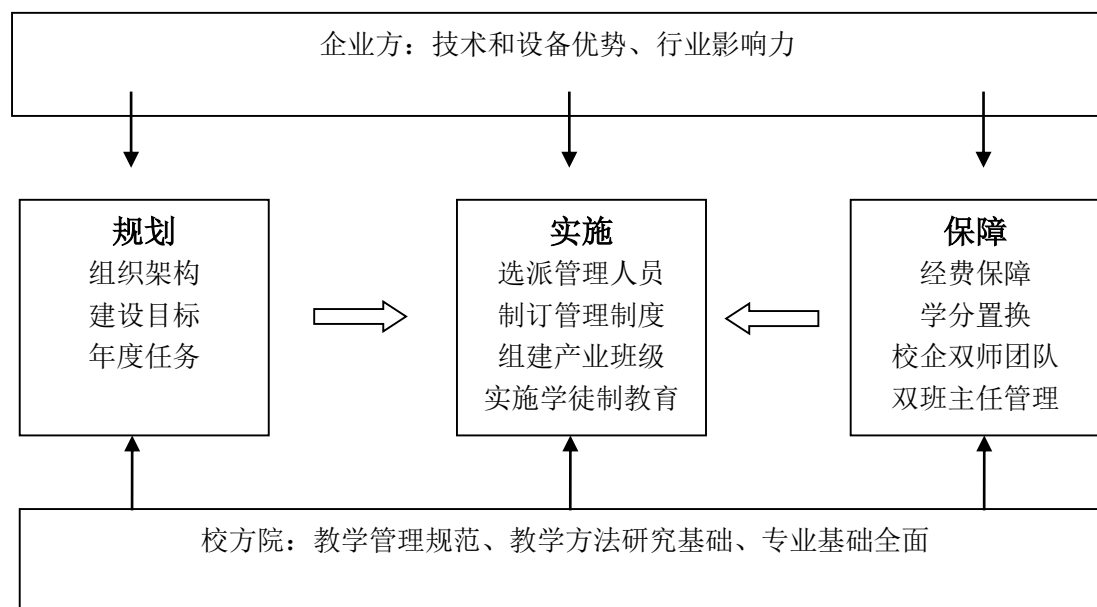 企业方：技术和设备优势、行业影响力
规划
组织架构
建设目标
年度任务
实施
选派管理人员
制订管理制度
组建产业班级
实施学徒制教育
保障
经费保障
学分置换
校企双师团队
双班主任管理
校方院：教学管理规范、教学方法研究基础、专业基础全面